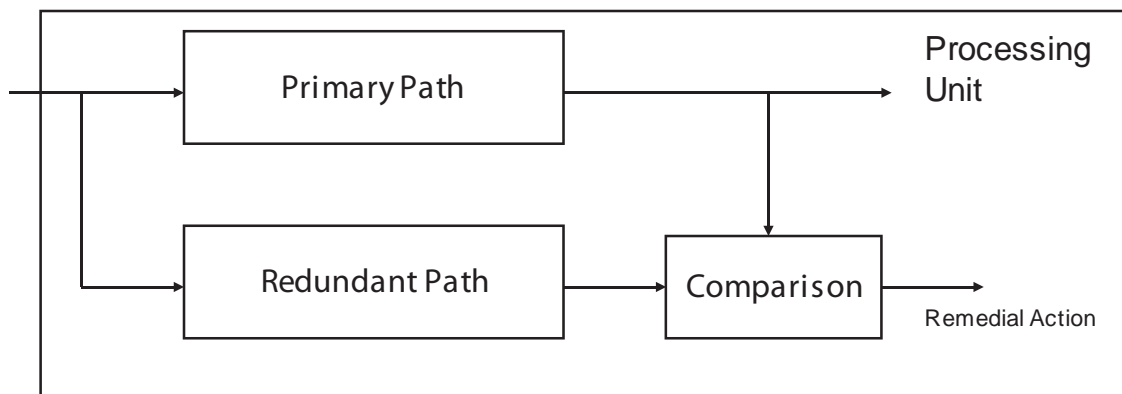 Primary Path
Processing
Unit
Redundant Path
Comparison
Remedial Action